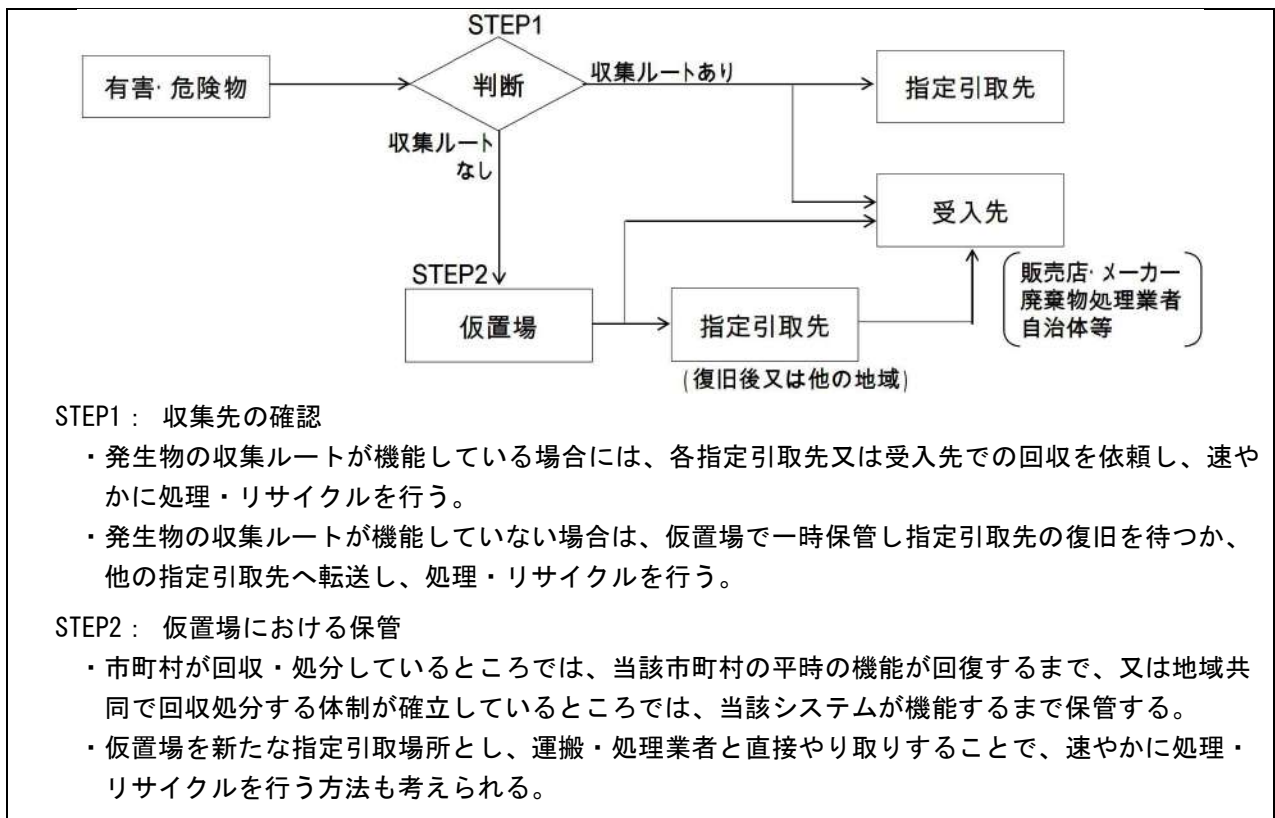 STEP1
有害・危険物
判断
収集ルートあり
指定引取先
収集ルート
なし
受入先
STEP2
仮置場
指定引取先
(復旧後又は他の地域)
販売店・メーカー
廃棄物処理業者
自治体等
STEP1： 収集先の確認
・発生物の収集ルートが機能している場合には、各指定引取先又は受入先での回収を依頼し、速や
かに処理・リサイクルを行う。
・発生物の収集ルートが機能していない場合は、仮置場で一時保管し指定引取先の復旧を待つか、
他の指定引取先へ転送し、処理・リサイクルを行う。
STEP2： 仮置場における保管
・市町村が回収・処分しているところでは、当該市町村の平時の機能が回復するまで、又は地域共
同で回収処分する体制が確立しているところでは、当該システムが機能するまで保管する。
・仮置場を新たな指定引取場所とし、運搬・処理業者と直接やり取りすることで、速やかに処理・
リサイクルを行う方法も考えられる。